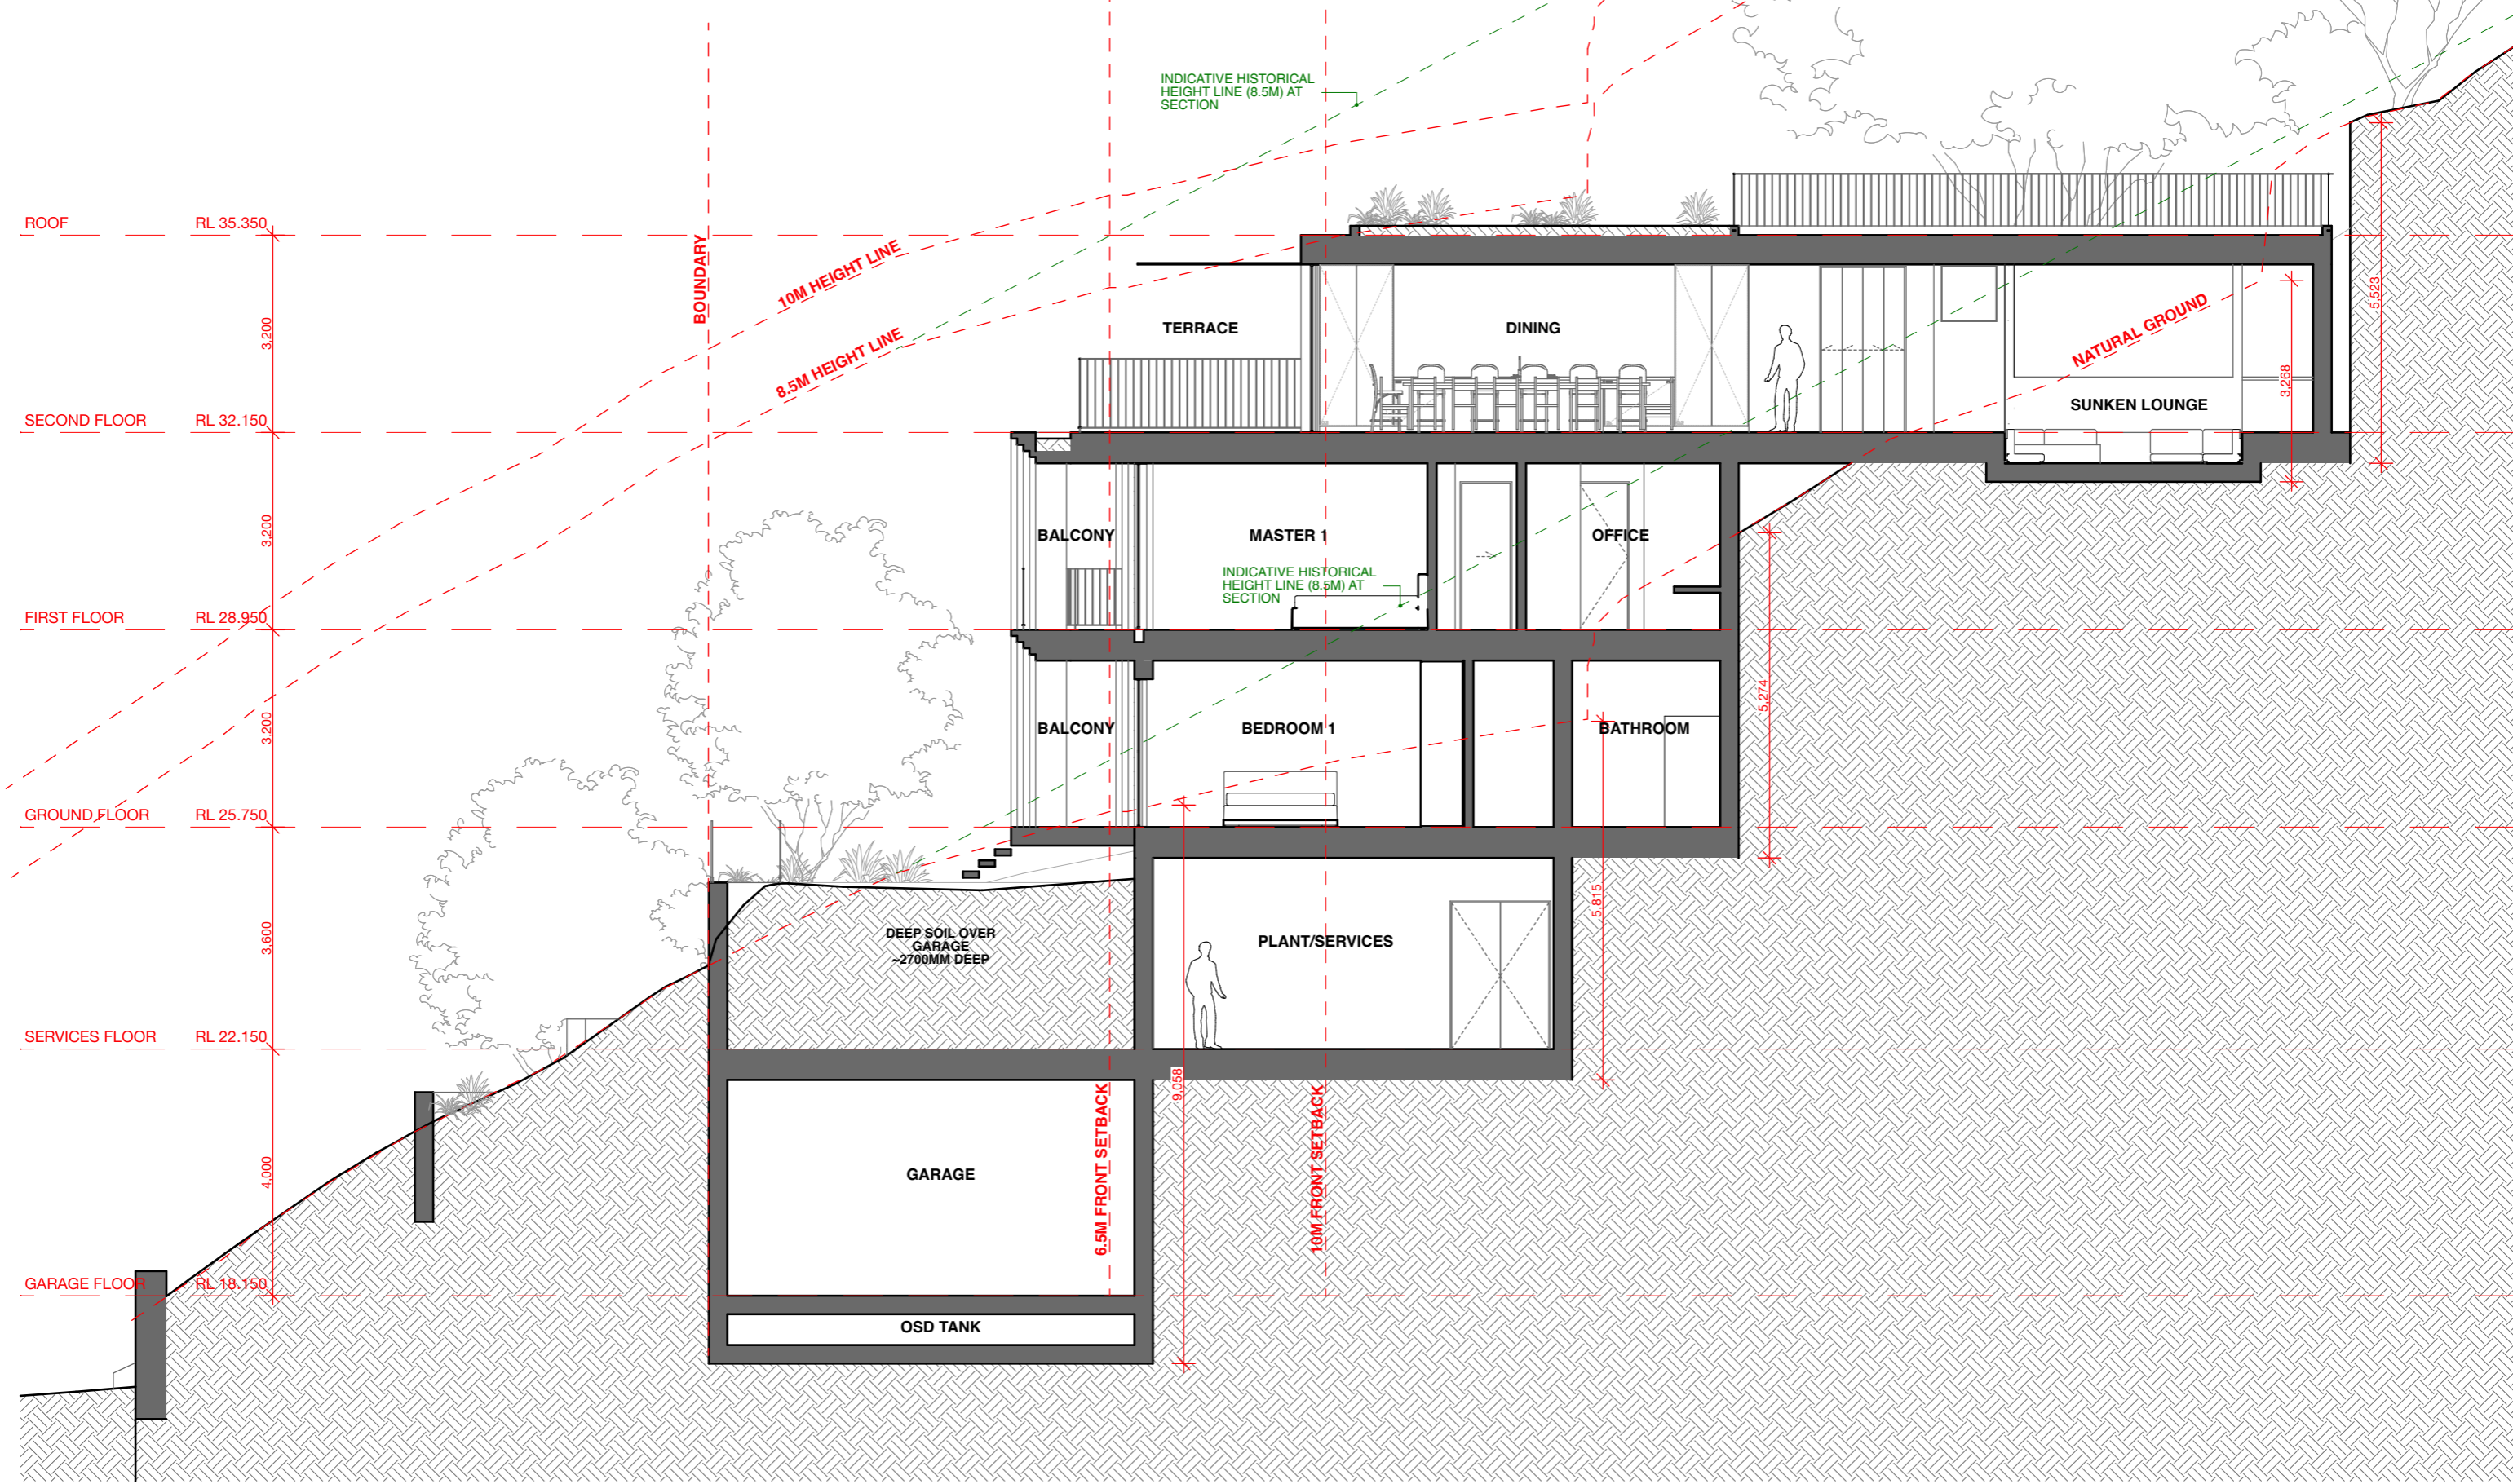 INDICATIVE HISTORICAL
HEIGHT LINE (8.5M) AT
SECTION
ROOF RL 35.350
BOUNDARY
10M HEIGHT LINE
8.5M HEIGHT LINE
3,200
TERRACE
DINING
NATURAL GROUND
5,523
3,268
SUNKEN LOUNGE
SECOND FLOOR RL 32.150
3,200
BALCONY
MASTER 1
OFFICE
INDICATIVE HISTORICAL
HEIGHT LINE (8.5M) AT
SECTION
FIRST FLOOR RL 28.950
3,200
BALCONY
BEDROOM 1
BATHROOM
5,274
GROUND FLOOR RL 25.750
3,600
DEEP SOIL OVER
GARAGE
~2700MM DEEP
PLANT/SERVICES
5,815
SERVICES FLOOR RL 22.150
9,058
4,000
GARAGE
6.5M FRONT SETBACK
10M FRONT SETBACK
GARAGE FLOOR RL 18.150
OSD TANK